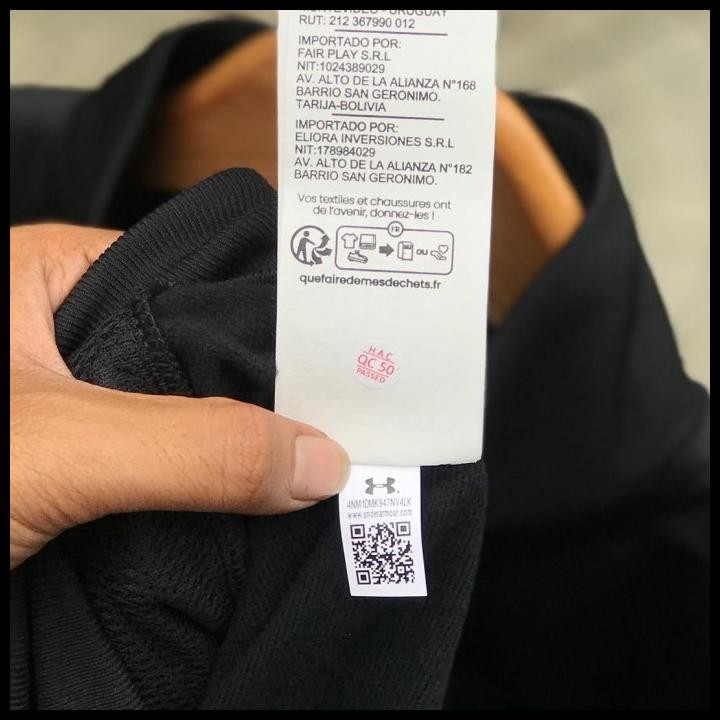 MONTEVIDEO - URUGUAY
RUT: 212 367990 012
IMPORTADO POR:
FAIR PLAY S.R.L
NIT:1024389029
AV. ALTO DE LA ALIANZA N°168
BARRIO SAN GERONIMO.
TARIJA-BOLIVIA
IMPORTADO POR:
ELIORA INVERSIONES S.R.L
NIT:178984029
AV. ALTO DE LA ALIANZA N°182
BARRIO SAN GERONIMO.
Vos textiles et chaussures ont
de l'avenir, donnez-les !
FR
OU
quefairedemesdechets.fr
H.A.C
QC 50
PASSED
4NM1DMK947NV4LK
www.underarmour.com